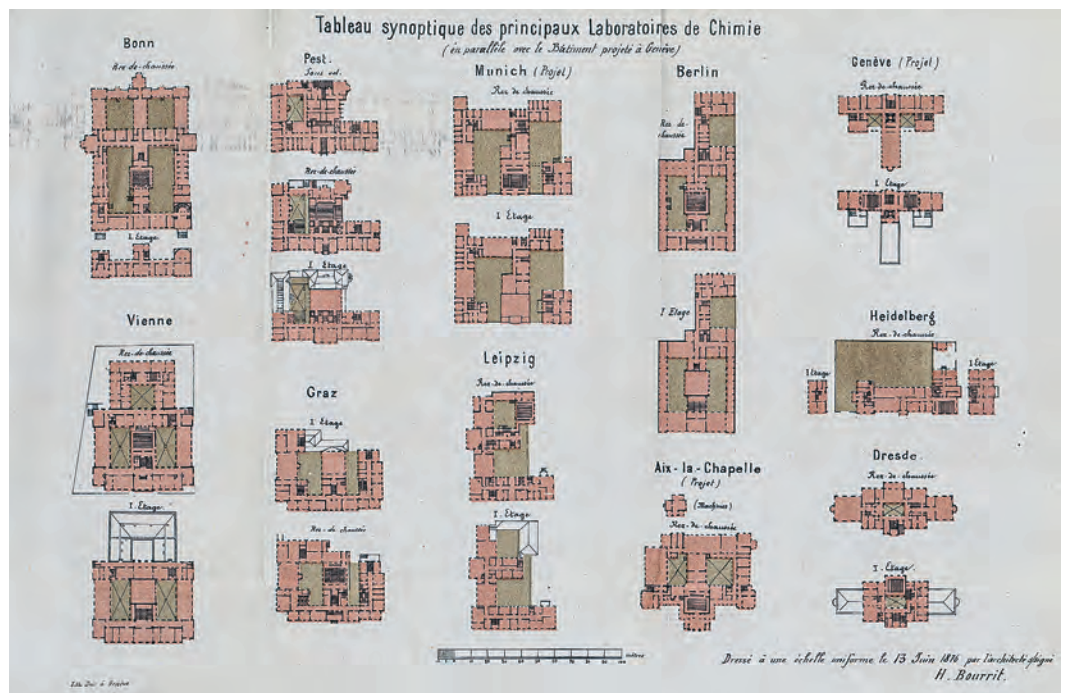 Tableau synoptique des principaux Laboratoires de Chimie
(en parallèle avec le Bâtiment projeté à Genève)
Bonn
Rez-de-chaussée
I. Etage
Pest.
Sous sol.
Rez-de-chaussée
I Etage
Munich (Projet)
Rez de chaussée
I Etage
Berlin
Rez de
chaussée
I Etage
Genève (Projet)
Rez de chaussée
I Etage
Vienne
Rez-de-chaussée
I. Etage.
Graz
I Etage
Rez-de chaussée
Leipzig
Rez-de-chaussée
I. Etage
Aix-la-Chapelle
(Projet)
(Machines)
Rez-de-chaussée
Heidelberg
Rez-de-chaussée
I Etage
I Etage
Dresde.
Rez-de-chaussée
I. Etage.
mètres
Dressé à une échelle uniforme le 13 Juin 1876 par l'architecte
H. Bourrit.
à Genève